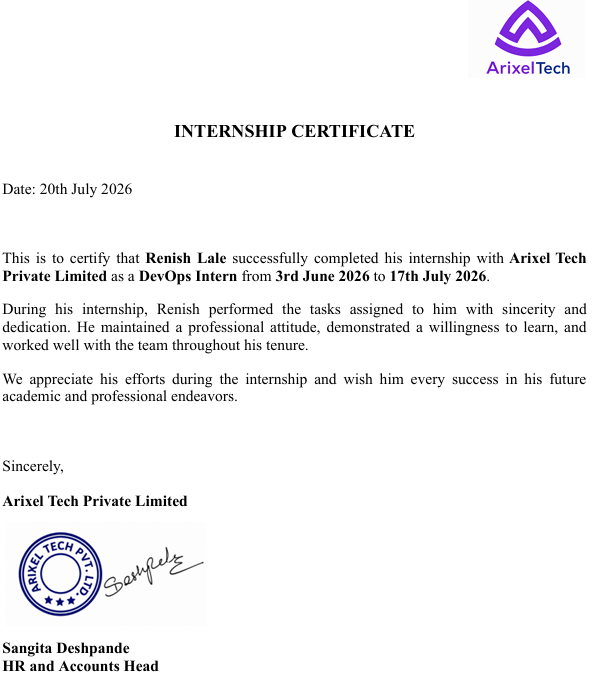 ArixelTech
INTERNSHIP CERTIFICATE
Date: 20th July 2026
This is to certify that Renish Lale successfully completed his internship with Arixel Tech
Private Limited as a DevOps Intern from 3rd June 2026 to 17th July 2026.
During his internship, Renish performed the tasks assigned to him with sincerity and
dedication. He maintained a professional attitude, demonstrated a willingness to learn, and
worked well with the team throughout his tenure.
We appreciate his efforts during the internship and wish him every success in his future
academic and professional endeavors.
Sincerely,
Arixel Tech Private Limited
ARIXEL TECH PVT. LTD.
Deshpande
Sangita Deshpande
HR and Accounts Head